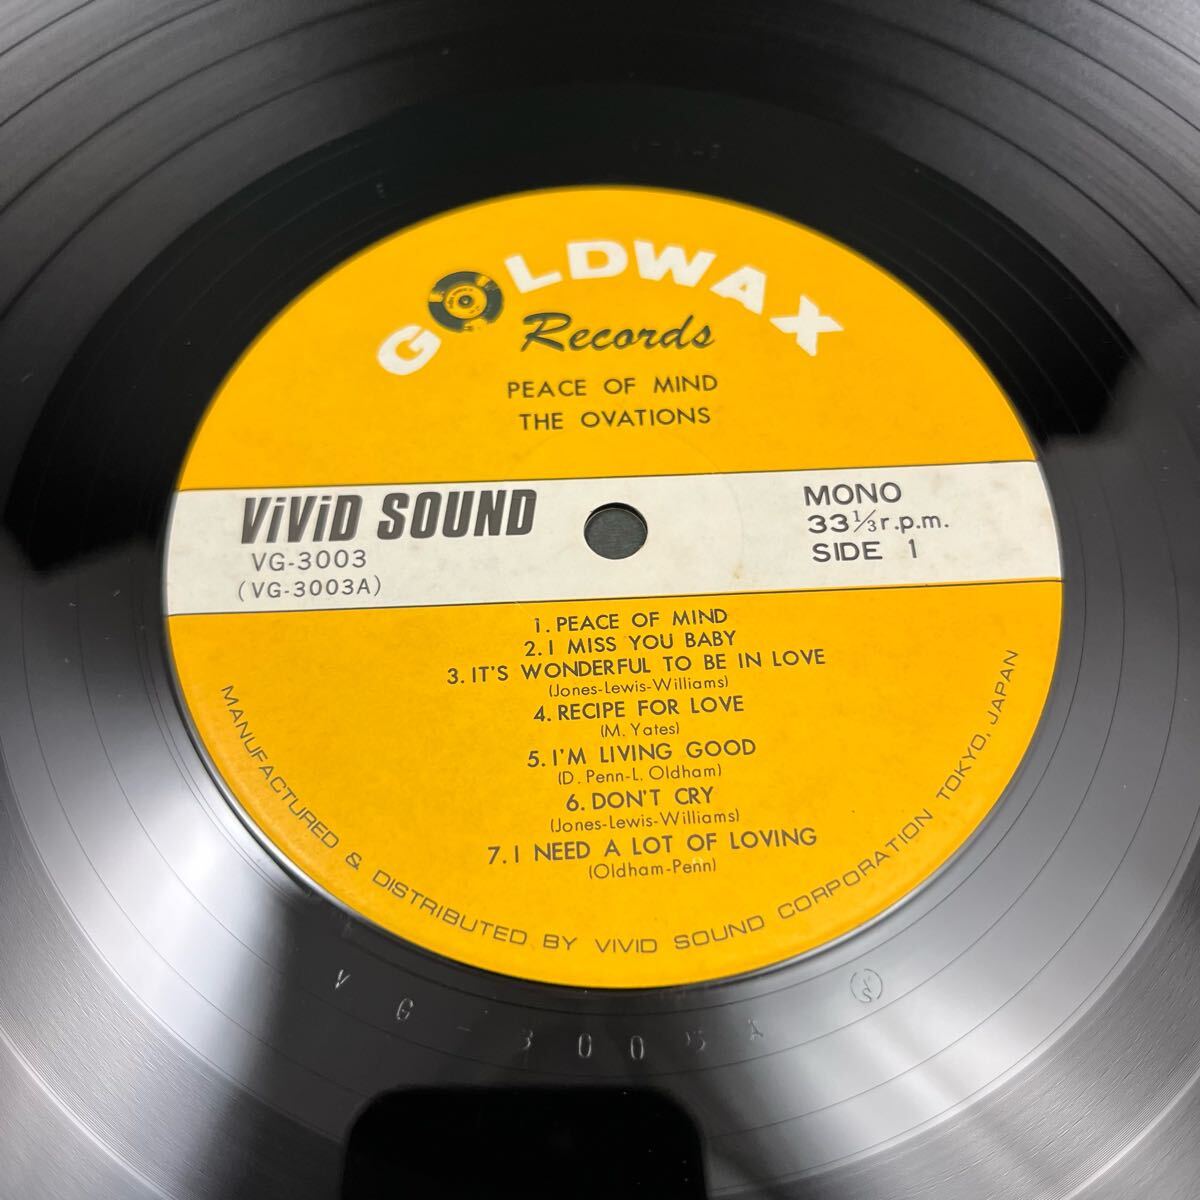 GOLDWAX
Records
PEACE OF MIND
THE OVATIONS
ViViD SOUND
VG-3003
(VG-3003A)
MONO
33⅓r.p.m.
SIDE 1
1. PEACE OF MIND
2. I MISS YOU BABY
3. IT'S WONDERFUL TO BE IN LOVE
(Jones-Lewis-Williams)
4. RECIPE FOR LOVE
(M. Yates)
5. I'M LIVING GOOD
(D. Penn-L. Oldham)
6. DON'T CRY
(Jones-Lewis-Williams)
7. I NEED A LOT OF LOVING
(Oldham-Penn)
MANUFACTURED & DISTRIBUTED BY VIVID SOUND CORPORATION TOKYO, JAPAN